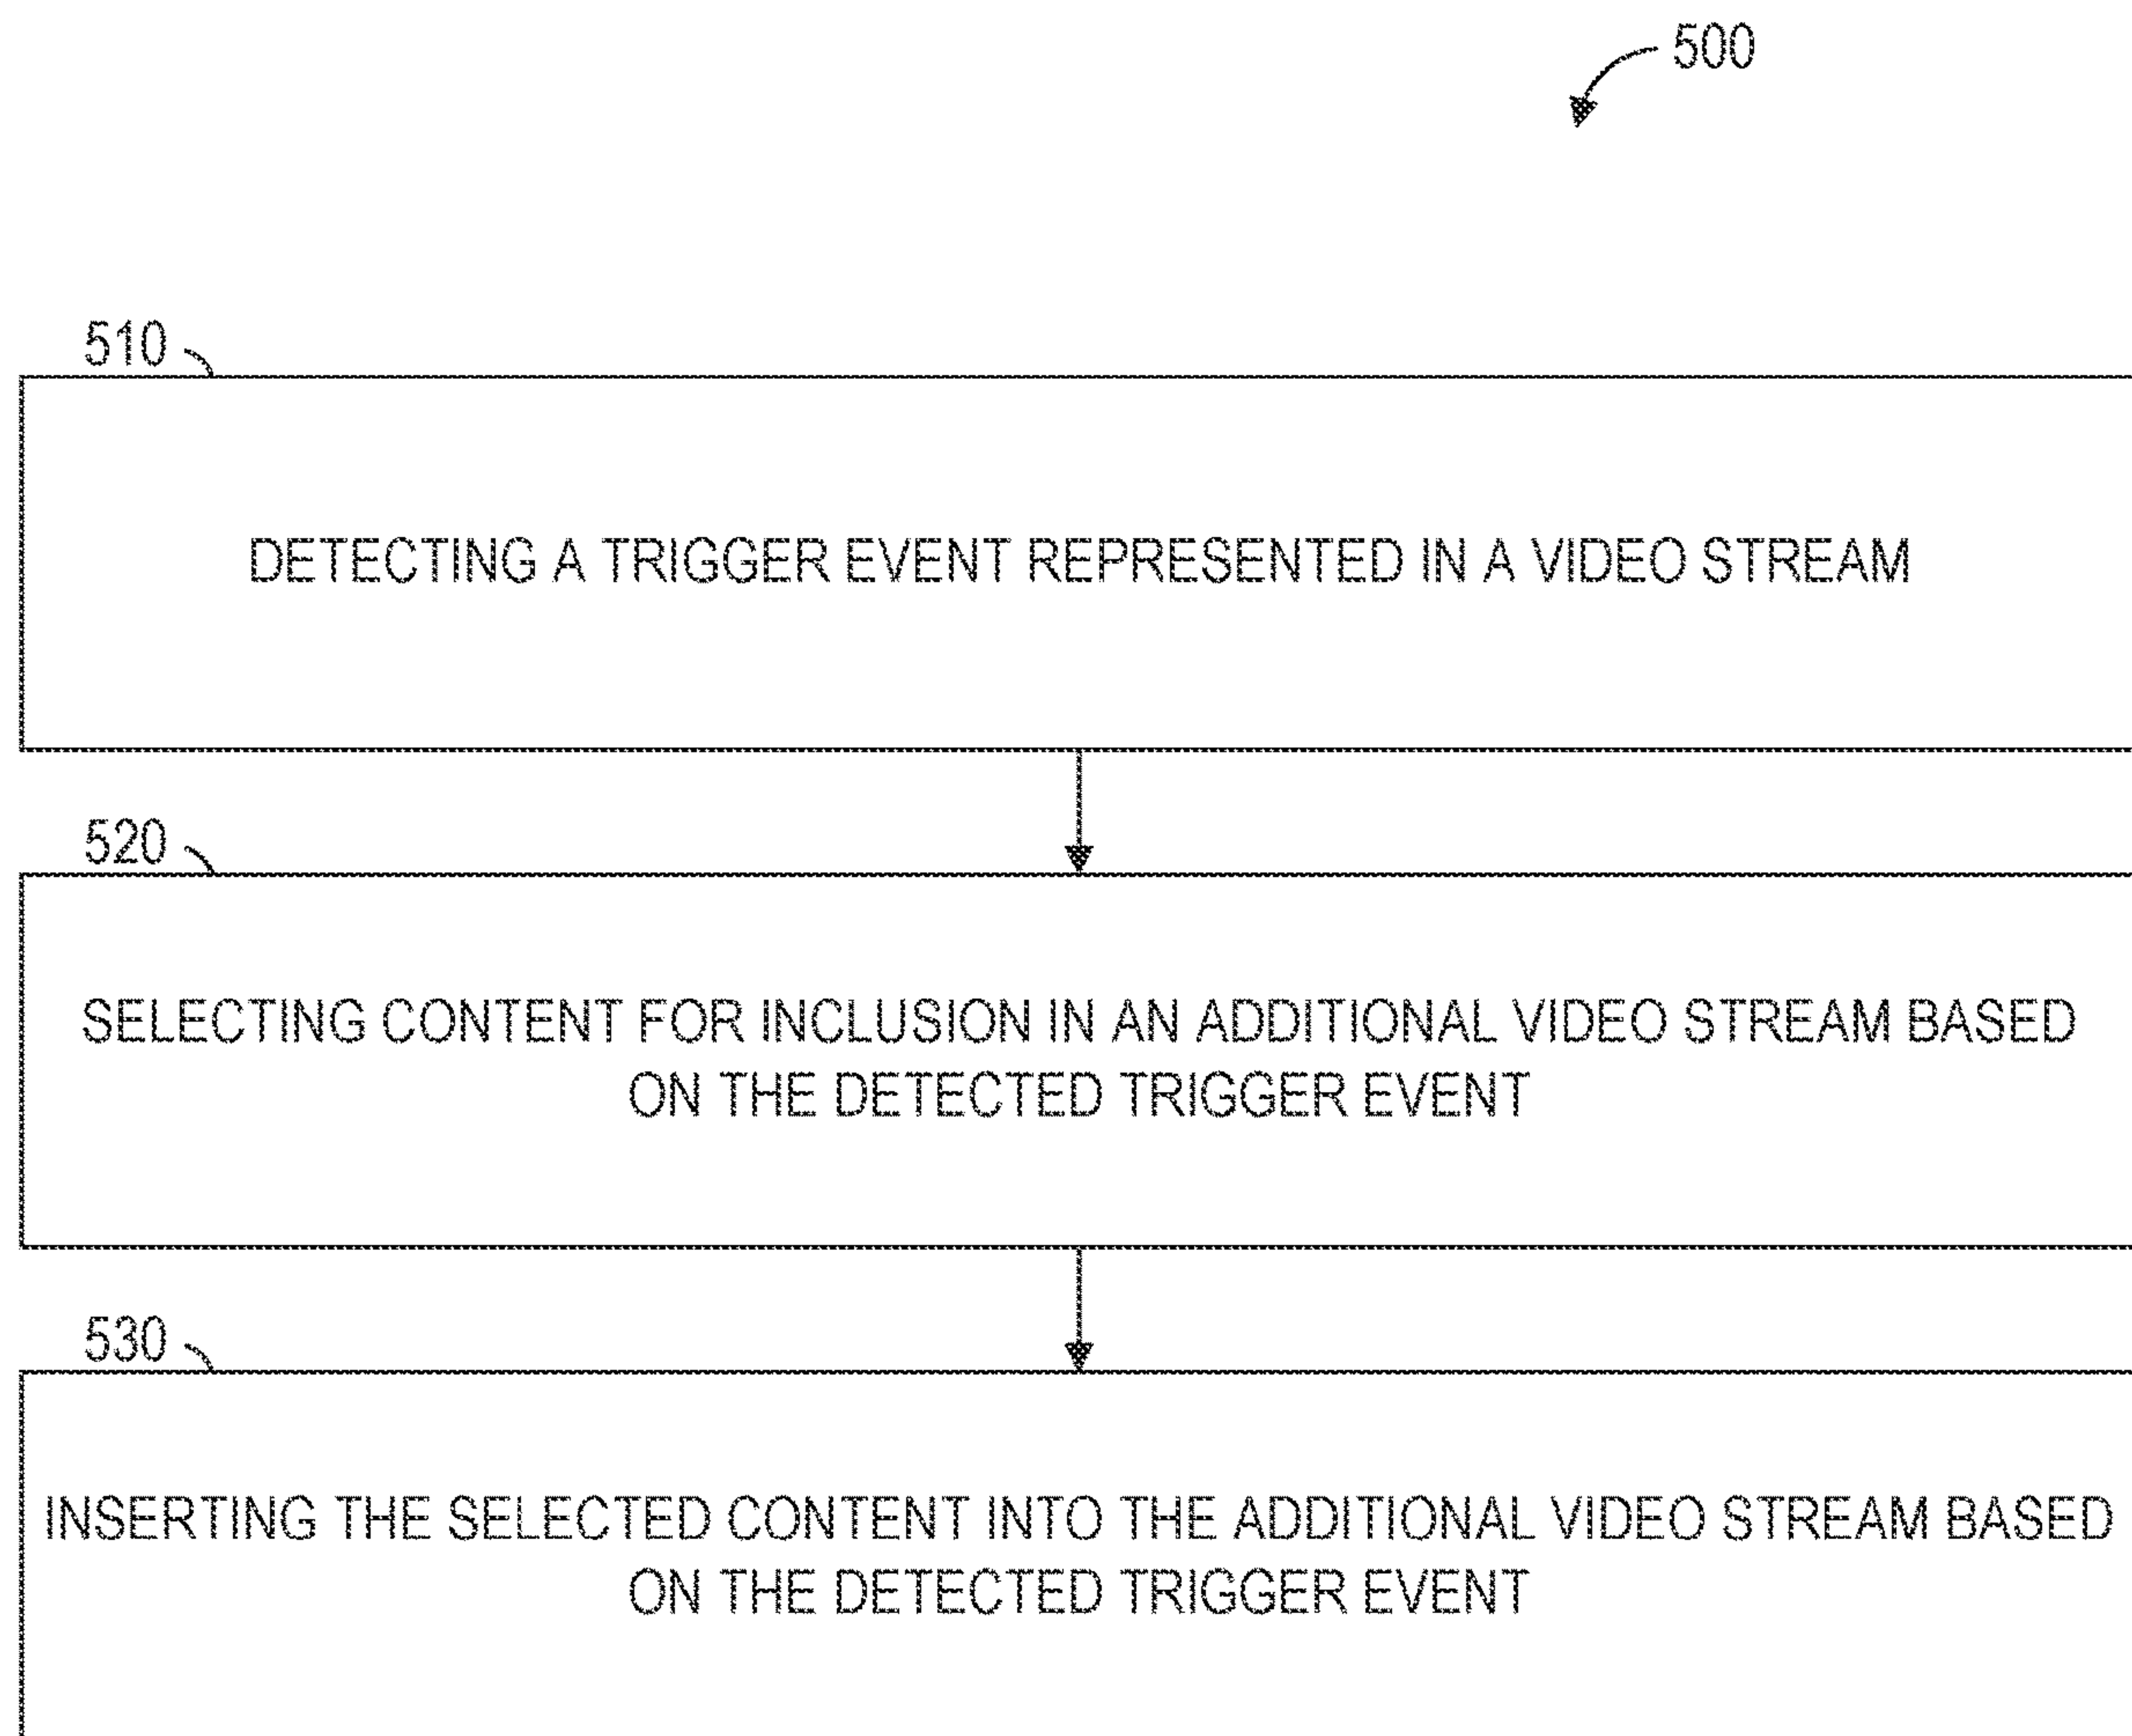 500
510
DETECTING A TRIGGER EVENT REPRESENTED IN A VIDEO STREAM
520
SELECTING CONTENT FOR INCLUSION IN AN ADDITIONAL VIDEO STREAM BASED
ON THE DETECTED TRIGGER EVENT
530
INSERTING THE SELECTED CONTENT INTO THE ADDITIONAL VIDEO STREAM BASED
ON THE DETECTED TRIGGER EVENT